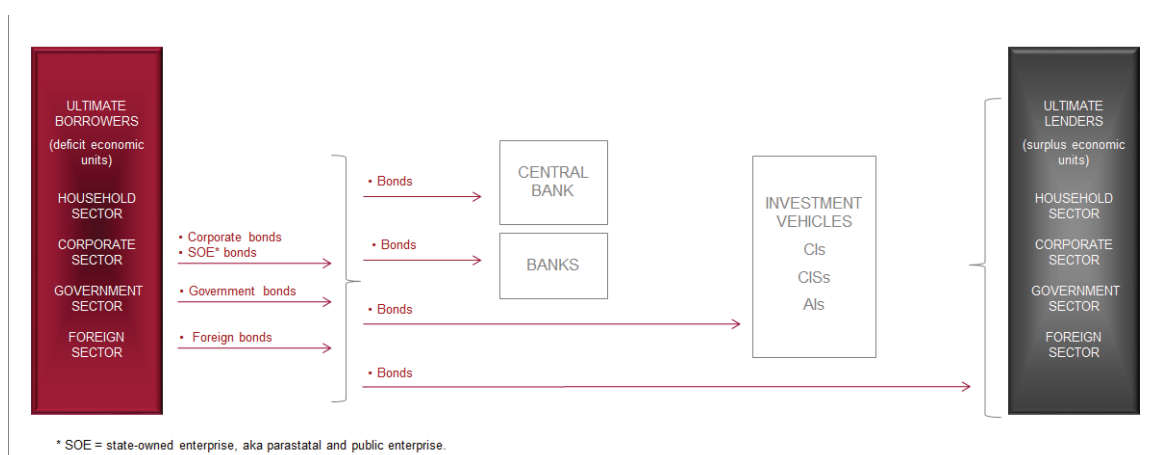 ULTIMATE
BORROWERS
(deficit economic
units)
HOUSEHOLD
SECTOR
CORPORATE
SECTOR
GOVERNMENT
SECTOR
FOREIGN
SECTOR
• Corporate bonds
• SOE* bonds
• Government bonds
• Foreign bonds
• Bonds
• Bonds
• Bonds
• Bonds
CENTRAL
BANK
BANKS
INVESTMENT
VEHICLES
CIs
CISs
AIs
ULTIMATE
LENDERS
(surplus economic
units)
HOUSEHOLD
SECTOR
CORPORATE
SECTOR
GOVERNMENT
SECTOR
FOREIGN
SECTOR
* SOE = state-owned enterprise, aka parastatal and public enterprise.